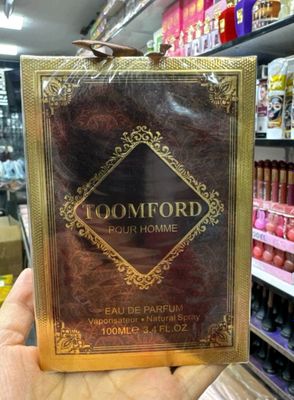 TOOMFORD
POUR HOMME
EAU DE PARFUM
Vaporisateur • Natural Spray
100ML℮ 3.4 FL.OZ